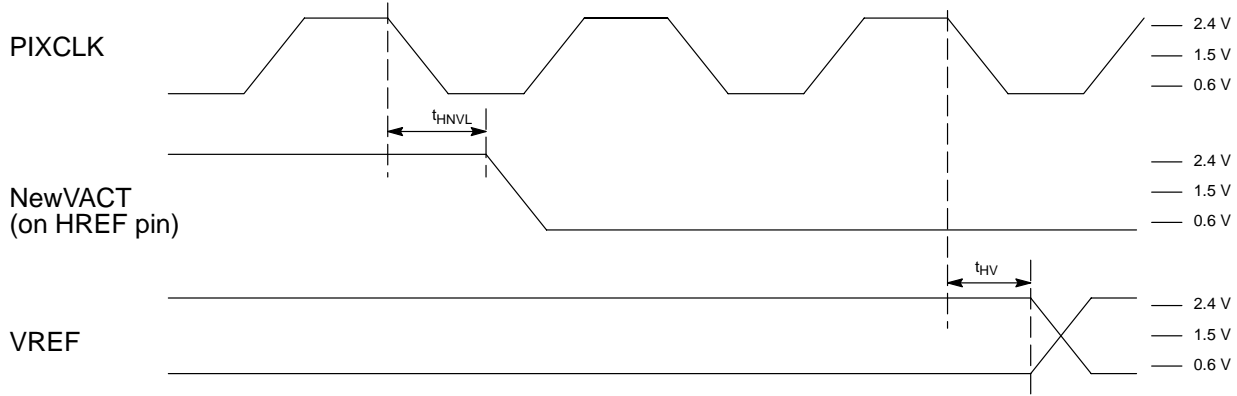 PIXCLK
2.4 V
1.5 V
0.6 V
tHNVL
NewVACT
(on HREF pin)
2.4 V
1.5 V
0.6 V
tHV
VREF
2.4 V
1.5 V
0.6 V